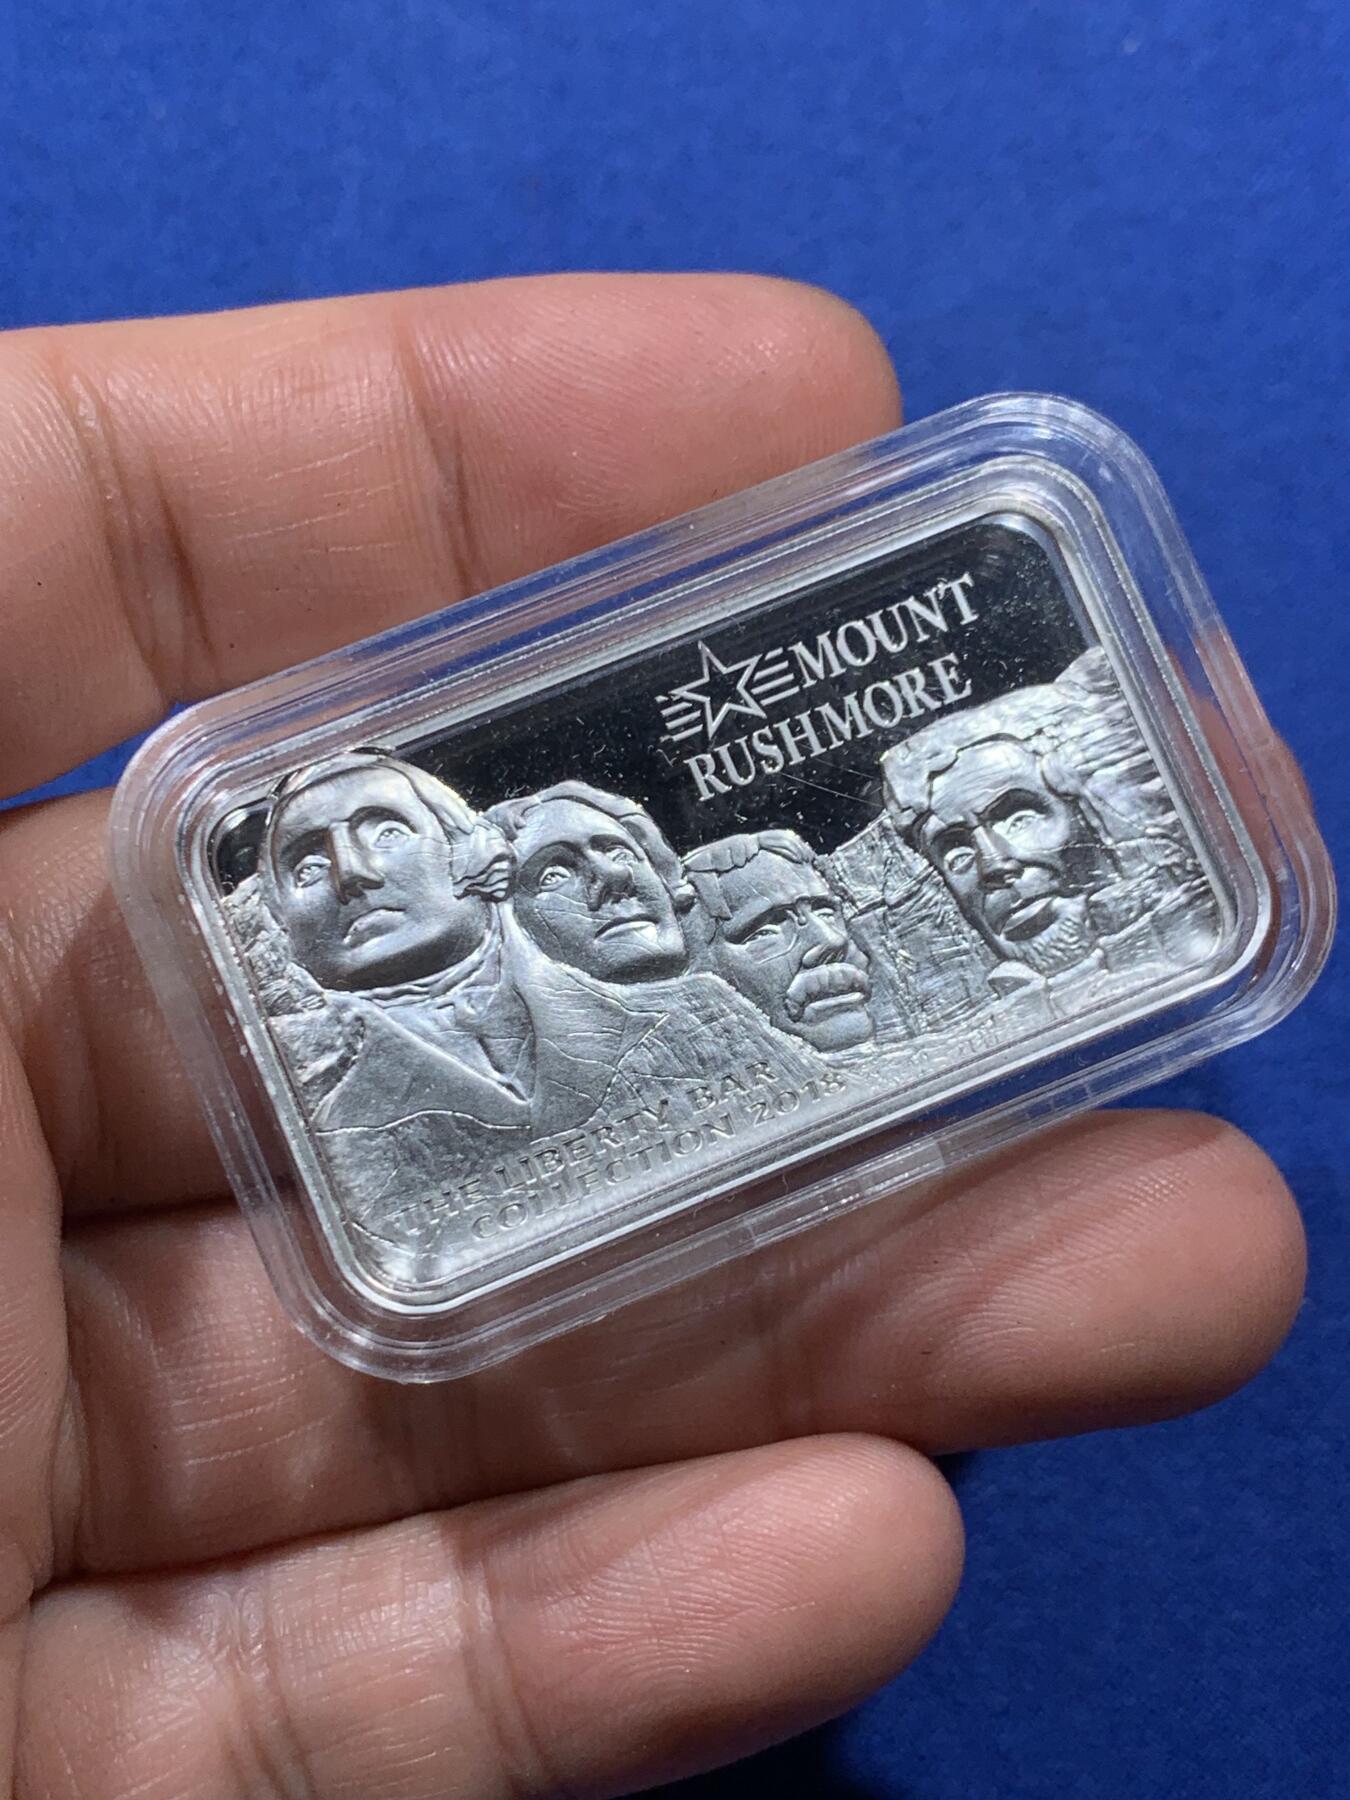 MOUNT
RUSHMORE
THE LIBERTY BAR
COLLECTION 2018